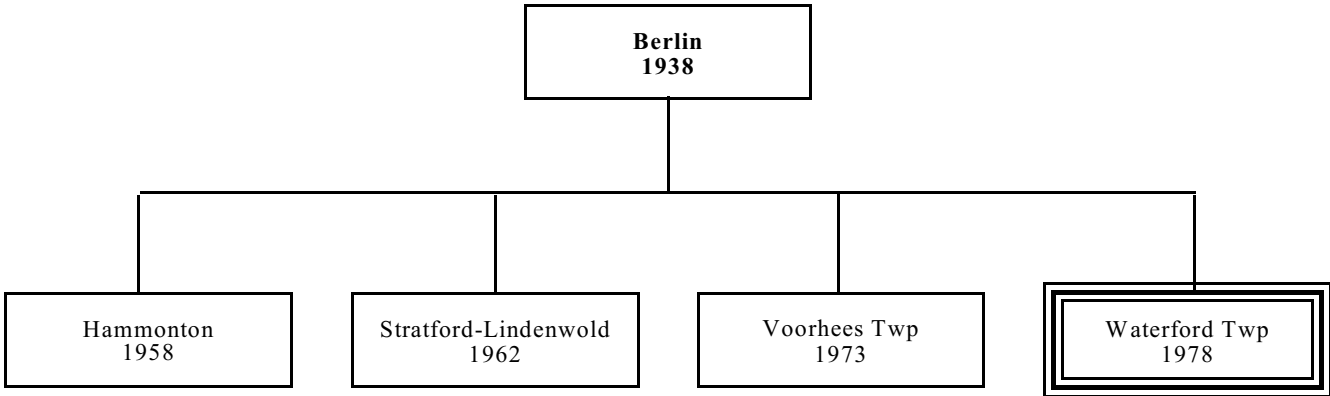 Berlin
1938
Hammonton
1958
Stratford-Lindenwold
1962
Voorhees Twp
1973
Waterford Twp
1978